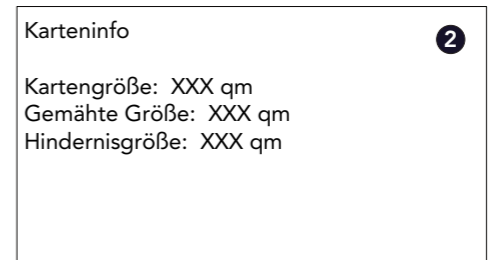 Karteninfo
2
Kartengröße: XXX qm
Gemähte Größe: XXX qm
Hindernisgröße: XXX qm